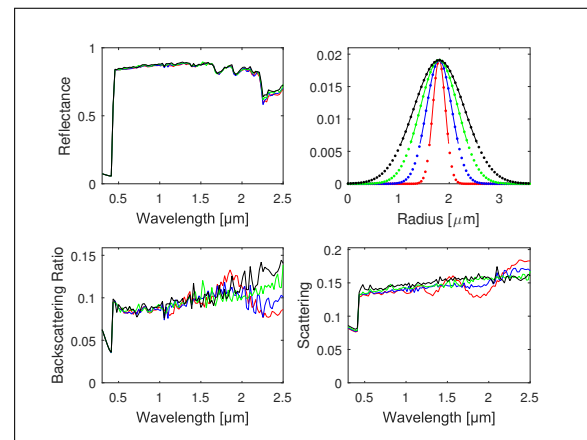 1
0.5
0
0.5 1 1.5 2 2.5
Reflectance
Wavelength [µm]
0.02
0.015
0.01
0.005
0
0 1 2 3
Radius [µm]
0.15
0.1
0.05
0
0.5 1 1.5 2 2.5
Backscattering Ratio
Wavelength [µm]
0.2
0.15
0.1
0.05
0
0.5 1 1.5 2 2.5
Scattering
Wavelength [µm]